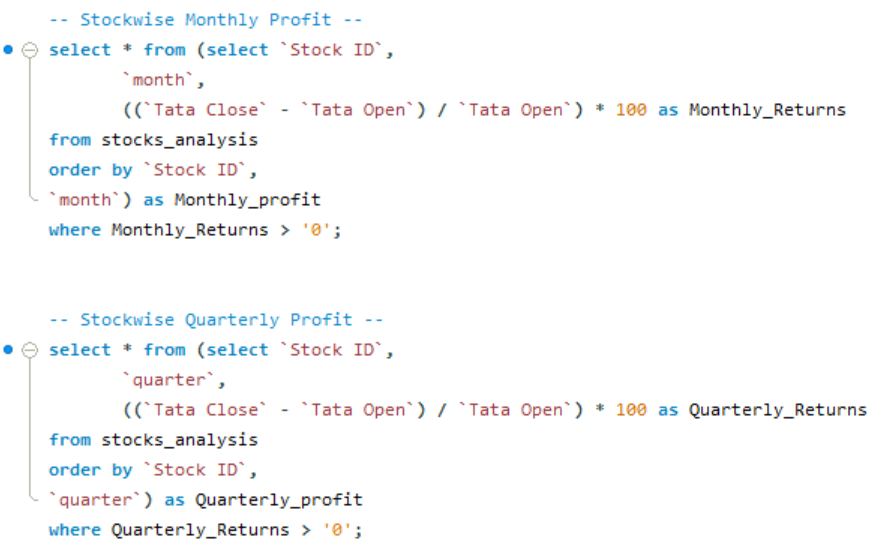 -- Stockwise Monthly Profit --
select * from (select `Stock ID`,
`month`,
((`Tata Close` - `Tata Open`) / `Tata Open`) * 100 as Monthly_Returns
from stocks_analysis
order by `Stock ID`,
`month`) as Monthly_profit
where Monthly_Returns > '0';
-- Stockwise Quarterly Profit --
select * from (select `Stock ID`,
`quarter`,
((`Tata Close` - `Tata Open`) / `Tata Open`) * 100 as Quarterly_Returns
from stocks_analysis
order by `Stock ID`,
`quarter`) as Quarterly_profit
where Quarterly_Returns > '0';